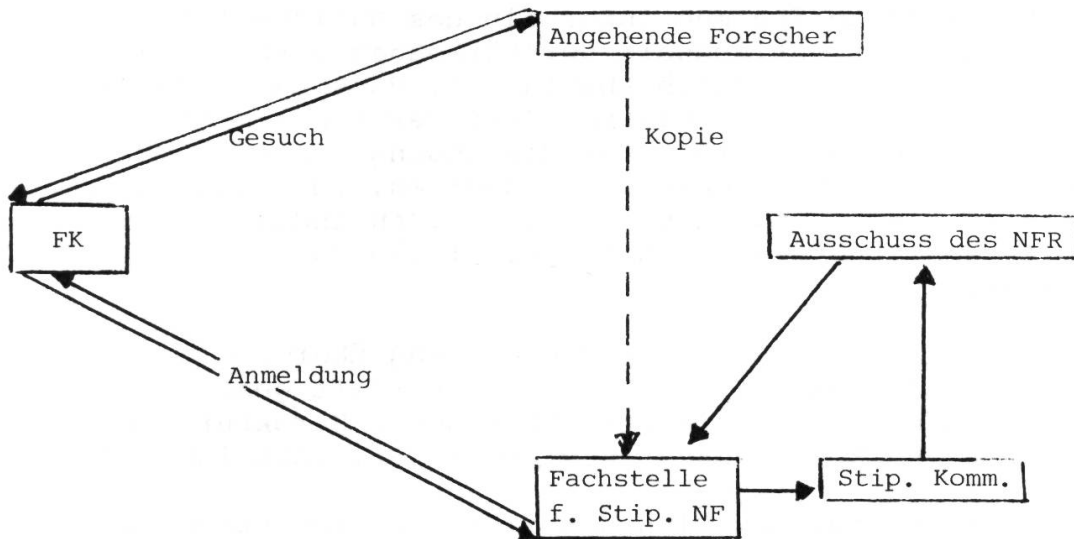 Angehende Forscher
Gesuch
Kopie
FK
Ausschuss des NFR
Anmeldung
Fachstelle
f. Stip. NF
Stip. Komm.